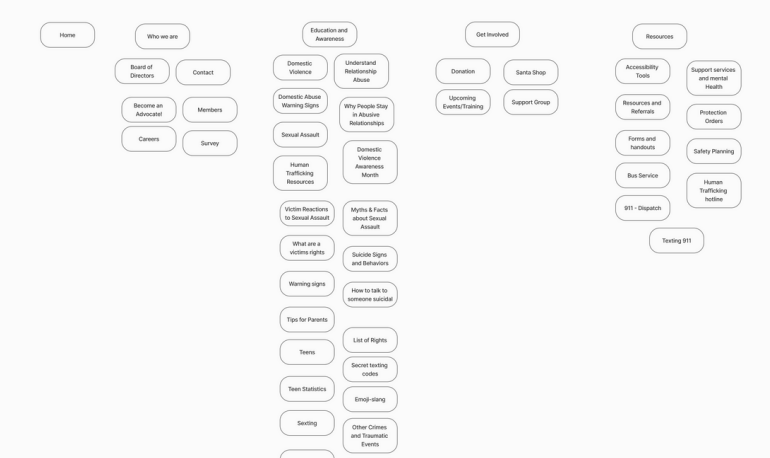 Home
Who we are
Education and
Awareness
Get Involved
Resources
Board of
Directors
Contact
Become an
Advocate!
Members
Careers
Survey
Domestic
Violence
Understand
Relationship
Abuse
Domestic Abuse
Warning Signs
Why People Stay
in Abusive
Relationships
Sexual Assault
Domestic
Violence
Awareness
Month
Human
Trafficking
Resources
Victim Reactions
to Sexual Assault
Myths & Facts
about Sexual
Assault
What are a
victims rights
Suicide Signs
and Behaviors
Warning signs
How to talk to
someone suicidal
Tips for Parents
List of Rights
Teens
Secret texting
codes
Teen Statistics
Emoji-slang
Sexting
Other Crimes
and Traumatic
Events
Donation
Santa Shop
Upcoming
Events/Training
Support Group
Accessibility
Tools
Support services
and mental
Health
Resources and
Referrals
Protection
Orders
Forms and
handouts
Safety Planning
Bus Service
Human
Trafficking
hotline
911 - Dispatch
Texting 911